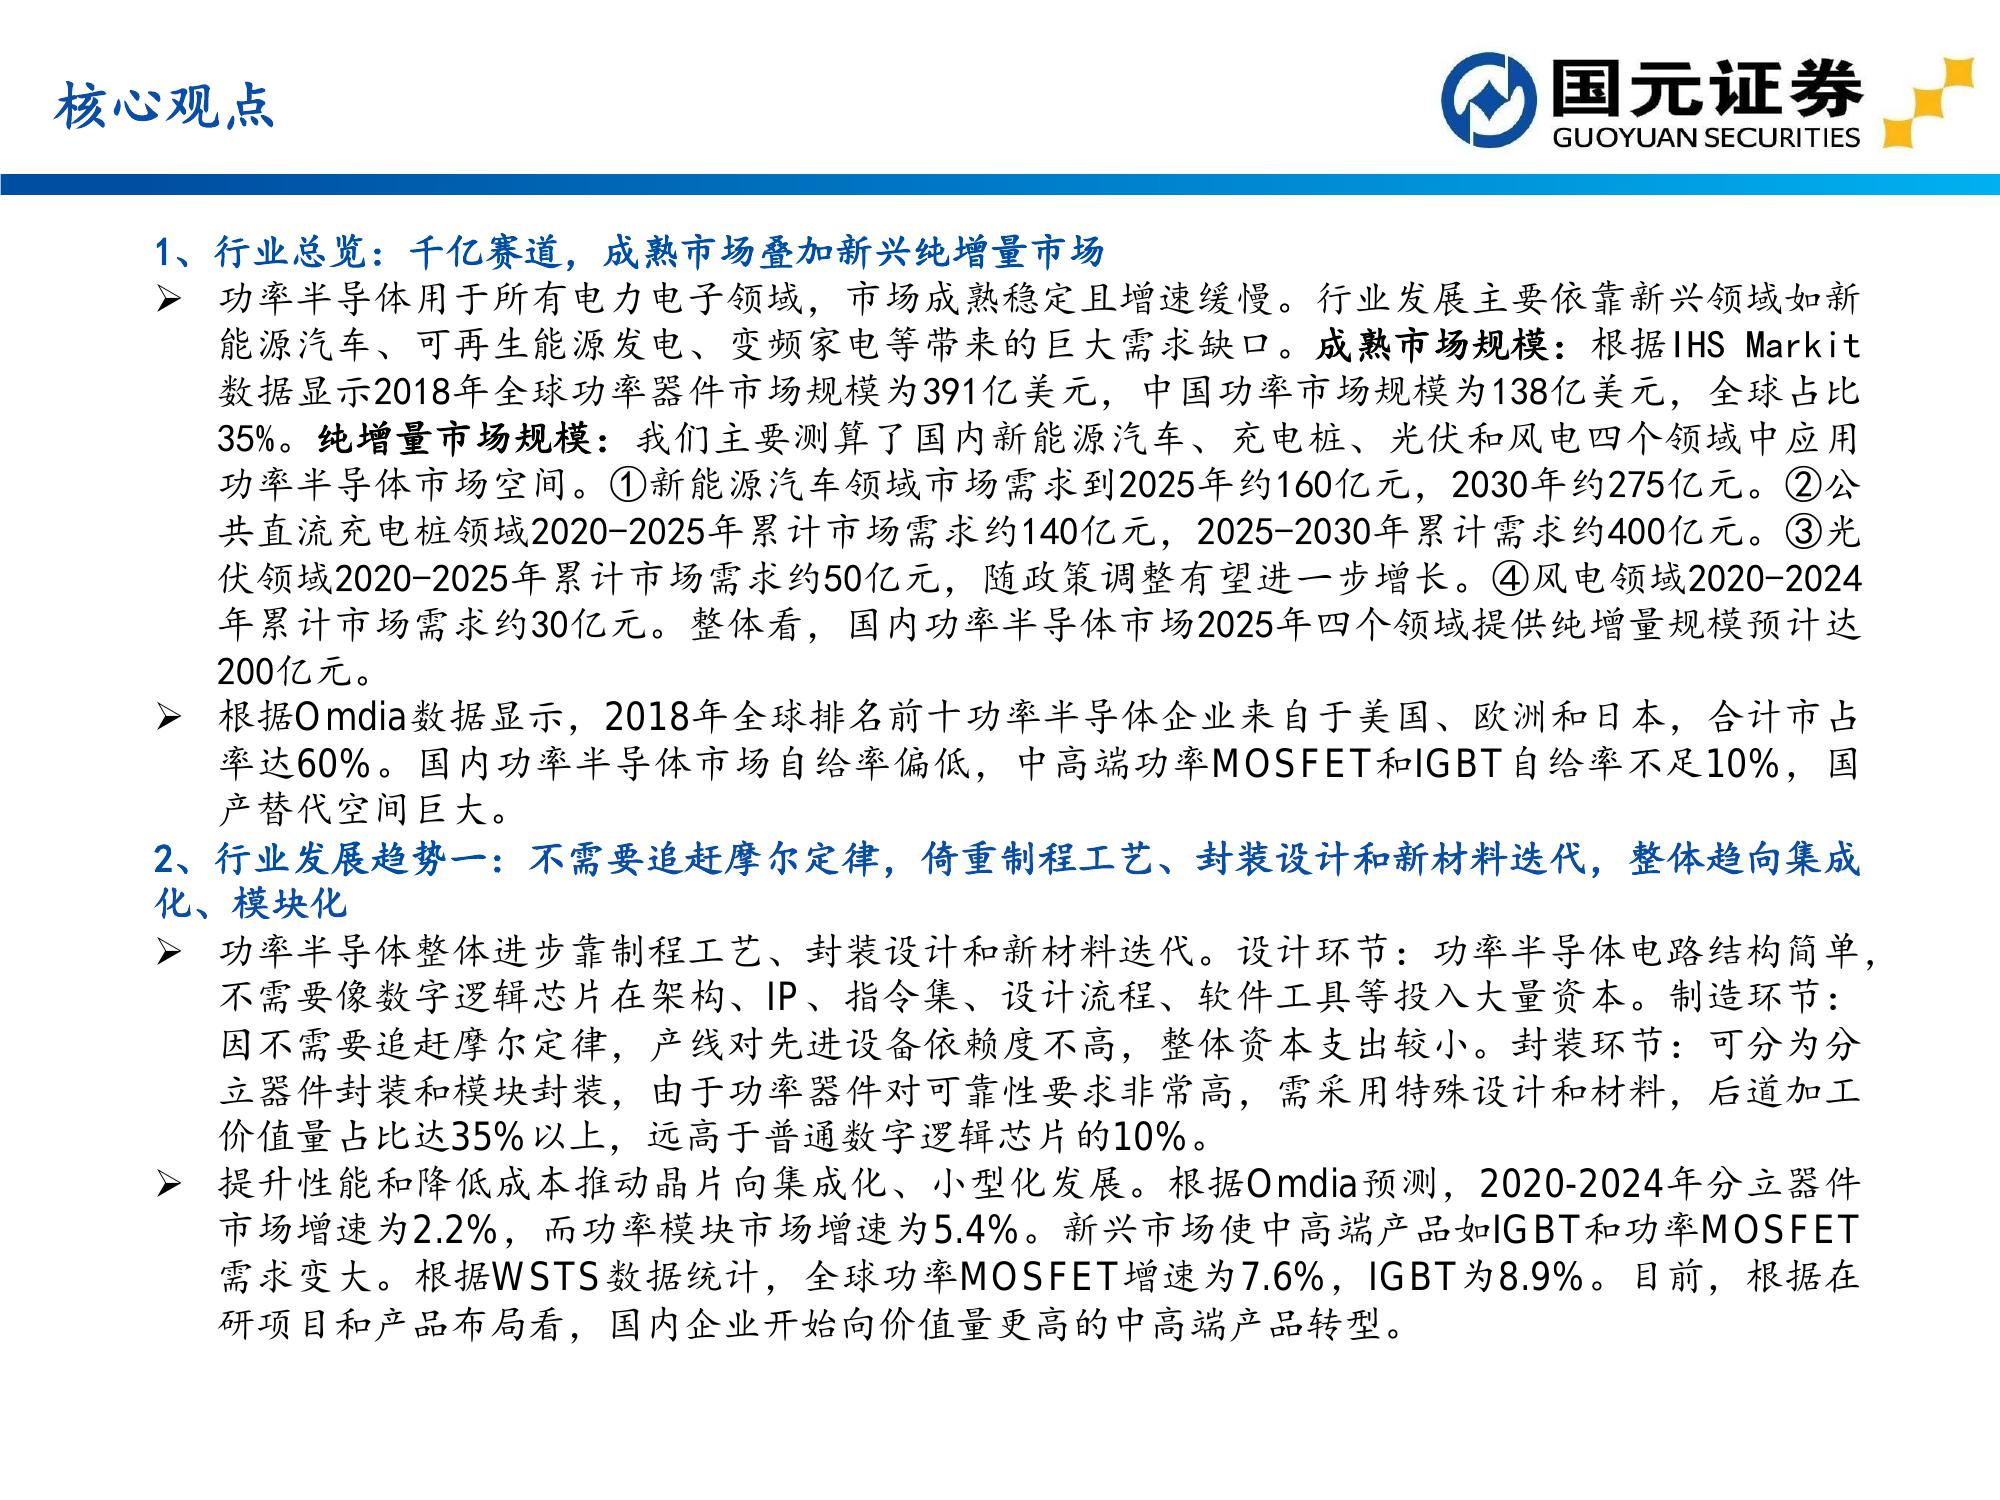 核心观点
国元证券
GUOYUAN SECURITIES
1、行业总览：千亿赛道，成熟市场叠加新兴纯增量市场
➢ 功率半导体用于所有电力电子领域，市场成熟稳定且增速缓慢。行业发展主要依靠新兴领域如新
能源汽车、可再生能源发电、变频家电等带来的巨大需求缺口。成熟市场规模：根据IHS Markit
数据显示2018年全球功率器件市场规模为391亿美元，中国功率市场规模为138亿美元，全球占比
35%。纯增量市场规模：我们主要测算了国内新能源汽车、充电桩、光伏和风电四个领域中应用
功率半导体市场空间。①新能源汽车领域市场需求到2025年约160亿元，2030年约275亿元。②公
共直流充电桩领域2020-2025年累计市场需求约140亿元，2025-2030年累计需求约400亿元。③光
伏领域2020-2025年累计市场需求约50亿元，随政策调整有望进一步增长。④风电领域2020-2024
年累计市场需求约30亿元。整体看，国内功率半导体市场2025年四个领域提供纯增量规模预计达
200亿元。
➢ 根据Omdia数据显示，2018年全球排名前十功率半导体企业来自于美国、欧洲和日本，合计市占
率达60%。国内功率半导体市场自给率偏低，中高端功率MOSFET和IGBT自给率不足10%，国
产替代空间巨大。
2、行业发展趋势一：不需要追赶摩尔定律，倚重制程工艺、封装设计和新材料迭代，整体趋向集成
化、模块化
➢ 功率半导体整体进步靠制程工艺、封装设计和新材料迭代。设计环节：功率半导体电路结构简单，
不需要像数字逻辑芯片在架构、IP、指令集、设计流程、软件工具等投入大量资本。制造环节：
因不需要追赶摩尔定律，产线对先进设备依赖度不高，整体资本支出较小。封装环节：可分为分
立器件封装和模块封装，由于功率器件对可靠性要求非常高，需采用特殊设计和材料，后道加工
价值量占比达35%以上，远高于普通数字逻辑芯片的10%。
➢ 提升性能和降低成本推动晶片向集成化、小型化发展。根据Omdia预测，2020-2024年分立器件
市场增速为2.2%，而功率模块市场增速为5.4%。新兴市场使中高端产品如IGBT和功率MOSFET
需求变大。根据WSTS数据统计，全球功率MOSFET增速为7.6%，IGBT为8.9%。目前，根据在
研项目和产品布局看，国内企业开始向价值量更高的中高端产品转型。